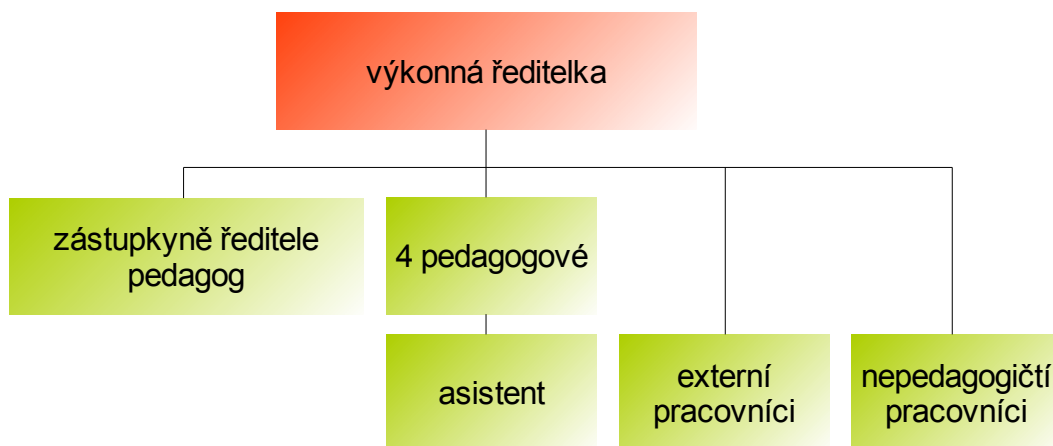 výkonná ředitelka
zástupkyně ředitele
pedagog
4 pedagogové
asistent
externí
pracovníci
nepedagogičtí
pracovníci